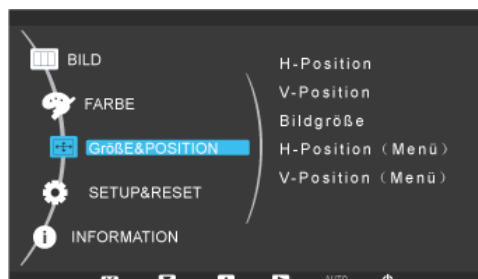 BILD
FARBE
GrößE&POSITION
SETUP&RESET
INFORMATION
H-Position
V-Position
Bildgröße
H-Position（Menü）
V-Position（Menü）
AUTO